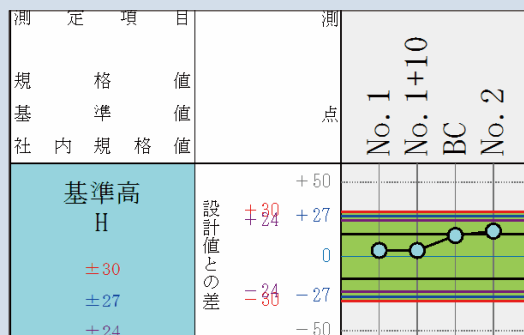 測定項目
測
規格値
基準値
点
社内規格値
No. 1
No. 1+10
BC
No. 2
基準高
H
±30
±27
±24
設計値との差
+50
+30
+24
+27
0
-24
-30
-27
-50